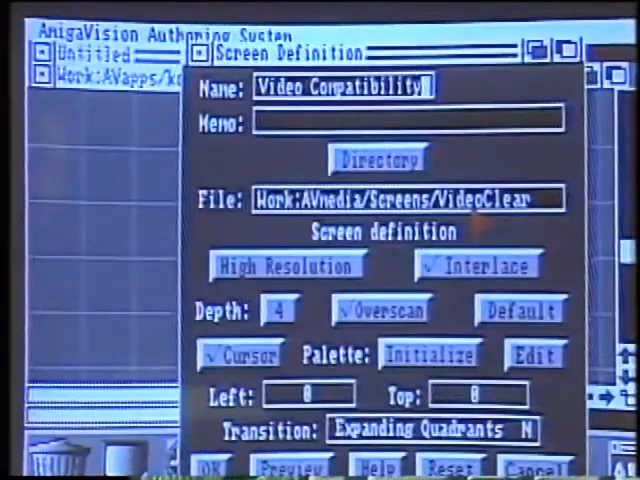 AmigaVision Authoring System
Untitled
Screen Definition
Work:AVapps/
Name: Video Compatibility
Memo:
Directory
File: Work:AVmedia/Screens/VideoClear
Screen definition
High Resolution √ Interlace
Depth: 4 √Overscan Default
√Cursor Palette: Initialize Edit
Left: 0 Top: 0
Transition: Expanding Quadrants N
OK Preview Help Reset Cancel